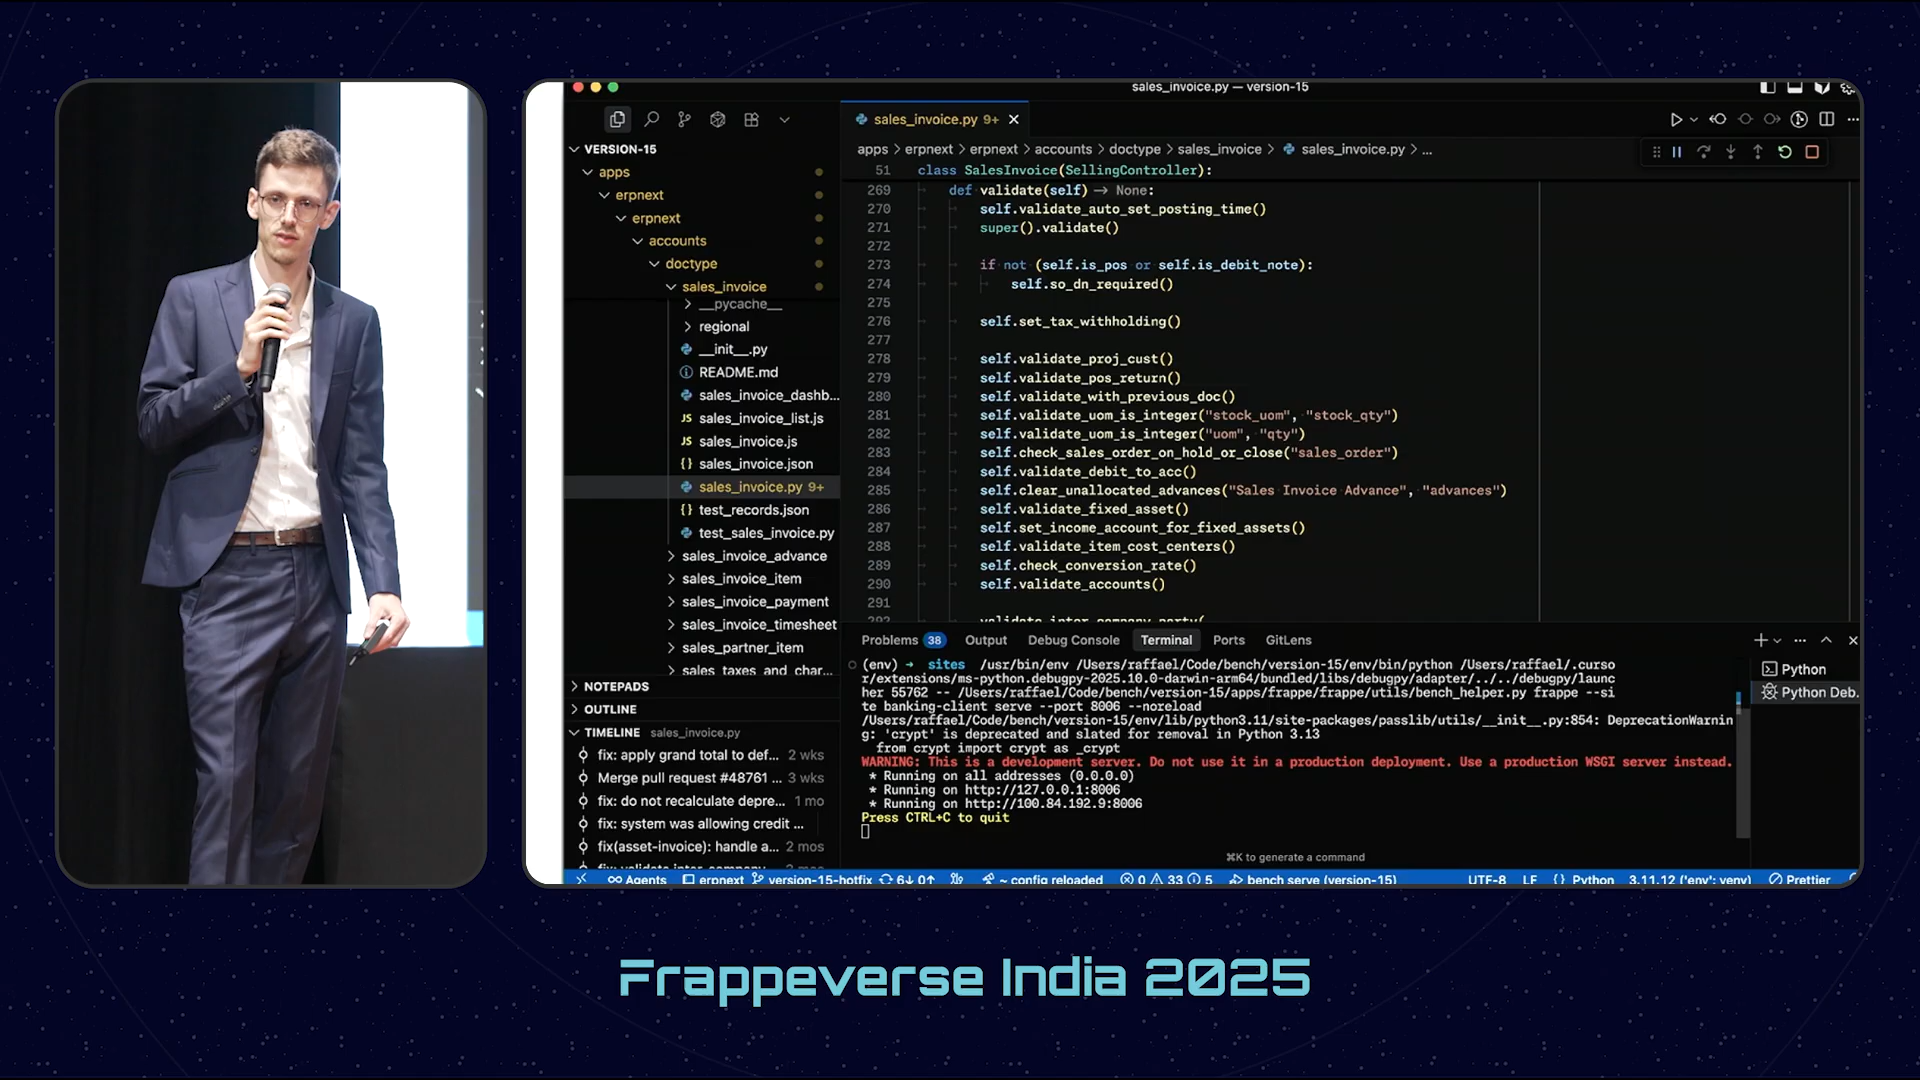 sales_invoice.py — version-15
VERSION-15
apps
erpnext
erpnext
accounts
doctype
sales_invoice
__pycache__
regional
__init__.py
README.md
sales_invoice_dashb...
JS sales_invoice_list.js
JS sales_invoice.js
{} sales_invoice.json
sales_invoice.py 9+
{} test_records.json
test_sales_invoice.py
sales_invoice_advance
sales_invoice_item
sales_invoice_payment
sales_invoice_timesheet
sales_partner_item
sales_taxes_and_char...
NOTEPADS
OUTLINE
TIMELINE sales_invoice.py
fix: apply grand total to def... 2 wks
Merge pull request #48761 ... 3 wks
fix: do not recalculate depre... 1 mo
fix: system was allowing credit ...
fix(asset-invoice): handle a... 2 mos
sales_invoice.py 9+
apps > erpnext > erpnext > accounts > doctype > sales_invoice > sales_invoice.py > ...
51 class SalesInvoice(SellingController):
269 def validate(self) → None:
270 self.validate_auto_set_posting_time()
271 super().validate()
272
273 if not (self.is_pos or self.is_debit_note):
274 self.so_dn_required()
275
276 self.set_tax_withholding()
277
278 self.validate_proj_cust()
279 self.validate_pos_return()
280 self.validate_with_previous_doc()
281 self.validate_uom_is_integer("stock_uom", "stock_qty")
282 self.validate_uom_is_integer("uom", "qty")
283 self.check_sales_order_on_hold_or_close("sales_order")
284 self.validate_debit_to_acc()
285 self.clear_unallocated_advances("Sales Invoice Advance", "advances")
286 self.validate_fixed_asset()
287 self.set_income_account_for_fixed_assets()
288 self.validate_item_cost_centers()
289 self.check_conversion_rate()
290 self.validate_accounts()
291
292 validate_inter_company_party(
Problems 38 Output Debug Console Terminal Ports GitLens
(env) → sites /usr/bin/env /Users/raffael/Code/bench/version-15/env/bin/python /Users/raffael/.curso
r/extensions/ms-python.debugpy-2025.10.0-darwin-arm64/bundled/libs/debugpy/adapter/../../debugpy/launc
her 55762 -- /Users/raffael/Code/bench/version-15/apps/frappe/frappe/utils/bench_helper.py frappe --si
te banking-client serve --port 8006 --noreload
/Users/raffael/Code/bench/version-15/env/lib/python3.11/site-packages/passlib/utils/__init__.py:854: DeprecationWarnin
g: 'crypt' is deprecated and slated for removal in Python 3.13
from crypt import crypt as _crypt
WARNING: This is a development server. Do not use it in a production deployment. Use a production WSGI server instead.
* Running on all addresses (0.0.0.0)
* Running on http://127.0.0.1:8006
* Running on http://100.84.192.9:8006
Press CTRL+C to quit
⌘K to generate a command
Python
Python Deb...
Agents erpnext version-15-hotfix 6↓ 0↑ ~ config reloaded 0 33 5 bench serve (version-15) UTF-8 LF {} Python 3.11.12 ('env': venv) Prettier
Frappeverse India 2025